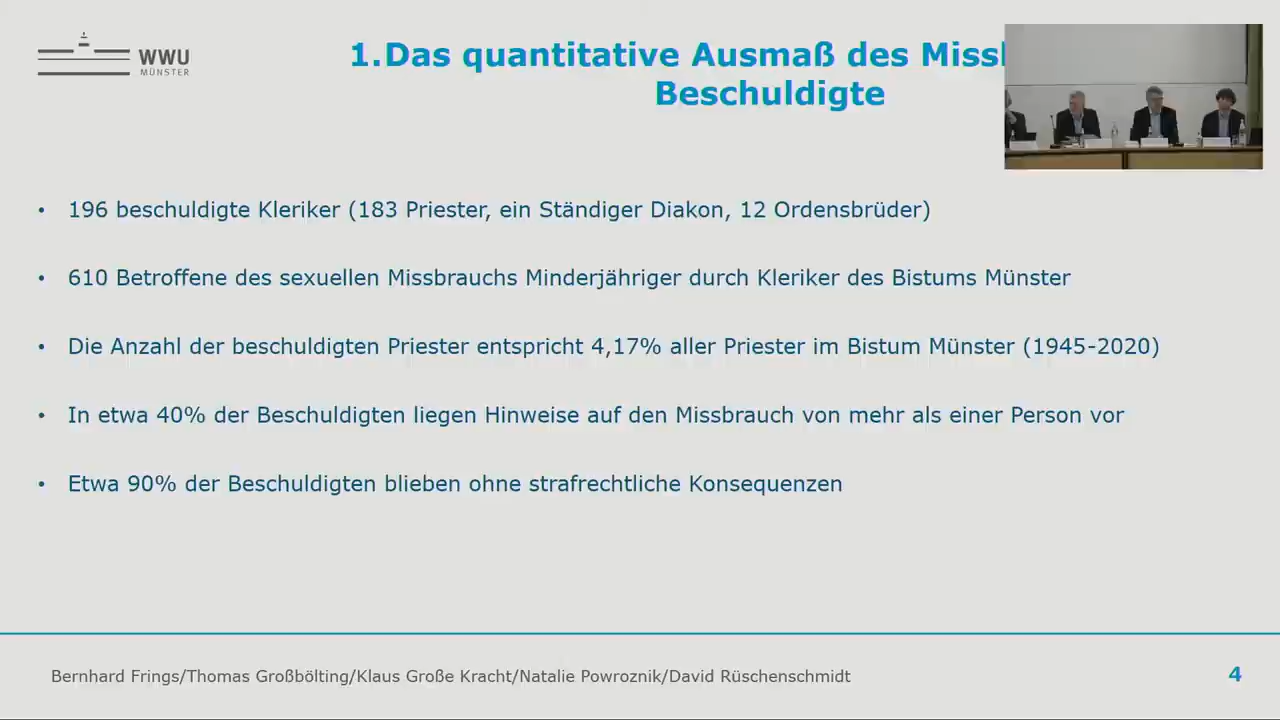 WWU
MÜNSTER
1.Das quantitative Ausmaß des
Beschuldigte
• 196 beschuldigte Kleriker (183 Priester, ein Ständiger Diakon, 12 Ordensbrüder)
• 610 Betroffene des sexuellen Missbrauchs Minderjähriger durch Kleriker des Bistums Münster
• Die Anzahl der beschuldigten Priester entspricht 4,17% aller Priester im Bistum Münster (1945-2020)
• In etwa 40% der Beschuldigten liegen Hinweise auf den Missbrauch von mehr als einer Person vor
• Etwa 90% der Beschuldigten blieben ohne strafrechtliche Konsequenzen
Bernhard Frings/Thomas Großbölting/Klaus Große Kracht/Natalie Powroznik/David Rüschenschmidt
4